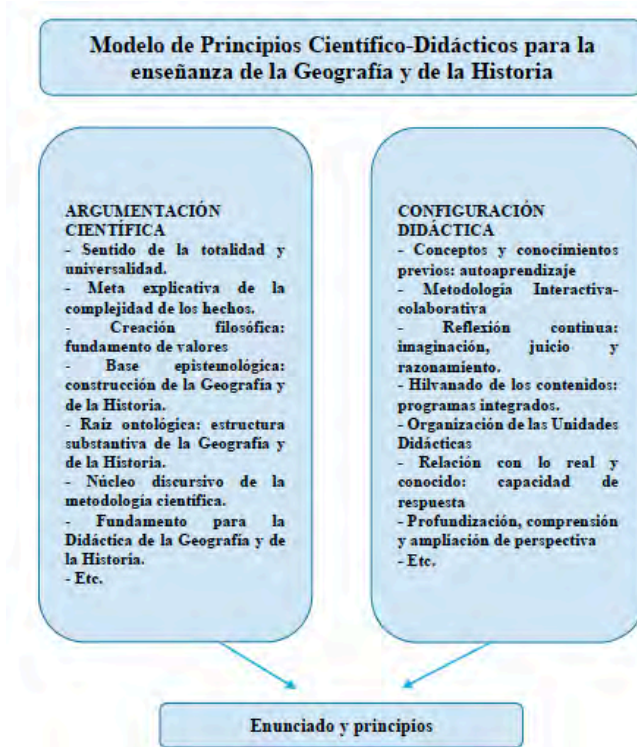 Modelo de Principios Científico-Didácticos para la
enseñanza de la Geografía y de la Historia
ARGUMENTACIÓN
CIENTÍFICA
- Sentido de la totalidad y
universalidad.
- Meta explicativa de la
complejidad de los hechos.
- Creación filosófica:
fundamento de valores
- Base epistemológica:
construcción de la Geografía y
de la Historia.
- Raíz ontológica: estructura
substantiva de la Geografía y
de la Historia.
- Núcleo discursivo de la
metodología científica.
- Fundamento para la
Didáctica de la Geografía y de
la Historia.
- Etc.
CONFIGURACIÓN
DIDÁCTICA
- Conceptos y conocimientos
previos: autoaprendizaje
- Metodología Interactiva-
colaborativa
- Reflexión continua:
imaginación, juicio y
razonamiento.
- Hilvanado de los contenidos:
programas integrados.
- Organización de las Unidades
Didácticas
- Relación con lo real y
conocido: capacidad de
respuesta
- Profundización, comprensión
y ampliación de perspectiva
- Etc.
Enunciado y principios